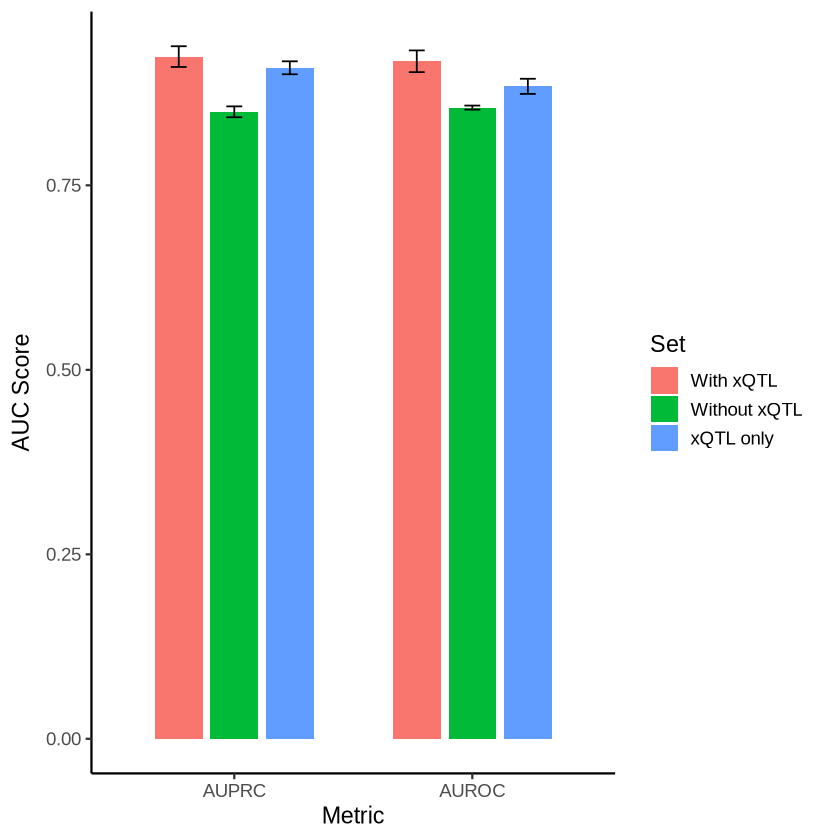 0.75
0.50
0.25
0.00
AUC Score
AUPRC
AUROC
Metric
Set
With xQTL
Without xQTL
xQTL only